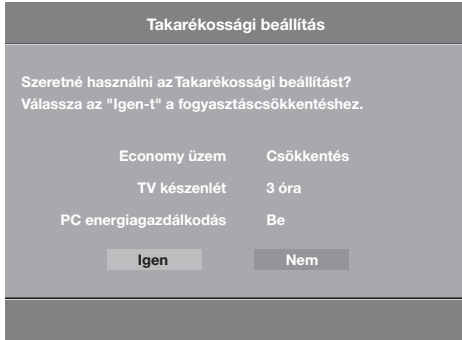 Takarékossági beállítás
Szeretné használni az Takarékossági beállítást?
Válassza az "Igen-t" a fogyasztáscsökkentéshez.
Economy üzem Csökkentés
TV készenlét 3 óra
PC energiagazdálkodás Be
Igen Nem